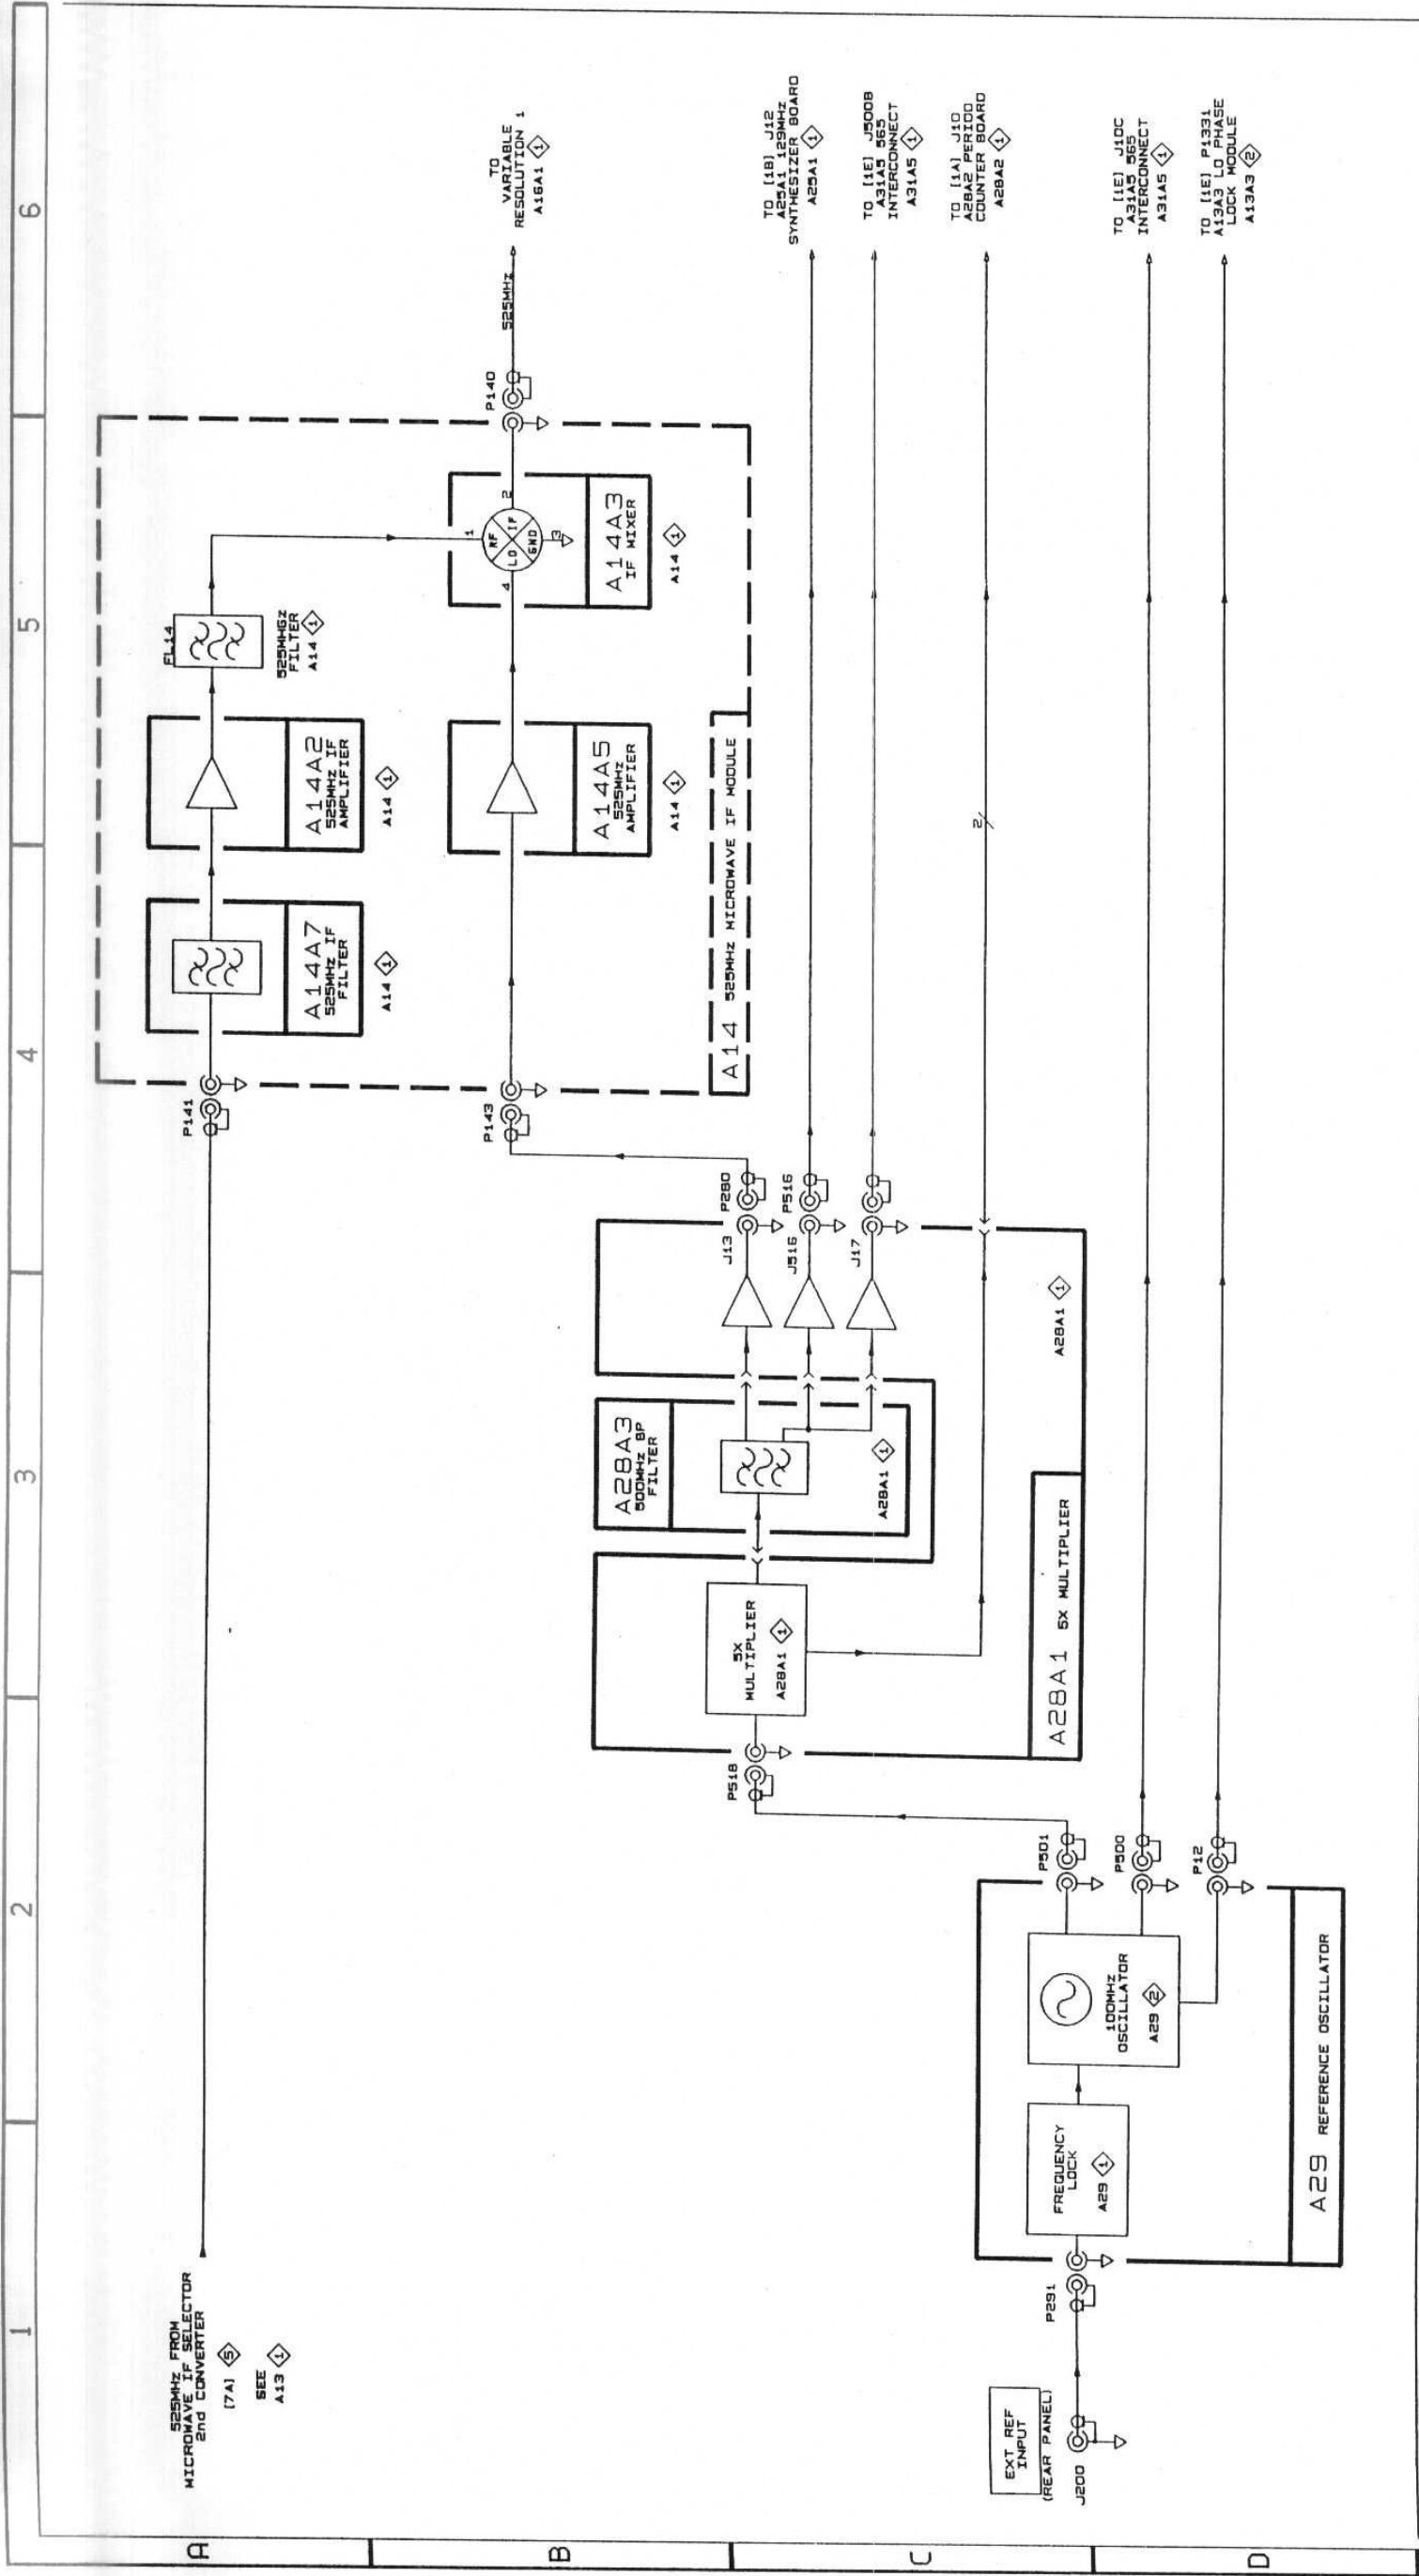 1
2
3
4
5
6
A
B
C
D
525MHz FROM
MICROWAVE IF SELECTOR
2nd CONVERTER
[7A] 5
SEE
A13 1
P141
A14A7
525MHz IF
FILTER
A14 1
A14A2
525MHz IF
AMPLIFIER
A14 1
FL14
525MHGz
FILTER
A14 1
P143
A14A5
525MHz
AMPLIFIER
A14 1
1
RF
LO
IF
GND
4
2
3
A14A3
IF MIXER
A14 1
A14 525MHz MICROWAVE IF MODULE
P140
525MHz
TO
VARIABLE
RESOLUTION 1
A16A1 1
P518
5X
MULTIPLIER
A28A1 1
A28A3
500MHz BP
FILTER
A28A1 1
J13
P280
J516
P516
J17
A28A1 1
A28A1 5X MULTIPLIER
2
TO [1B] J12
A25A1 129MHz
SYNTHESIZER BOARD
A25A1 1
TO [1E] J500B
A31A5 565
INTERCONNECT
A31A5 1
TO [1A] J10
A28A2 PERIOD
COUNTER BOARD
A28A2 1
TO [1E] J10C
A31A5 565
INTERCONNECT
A31A5 1
TO [1E] P1331
A13A3 LO PHASE
LOCK MODULE
A13A3 2
EXT REF
INPUT
(REAR PANEL)
J200
P291
FREQUENCY
LOCK
A29 1
100MHz
OSCILLATOR
A29 2
P501
P500
P12
A29 REFERENCE OSCILLATOR